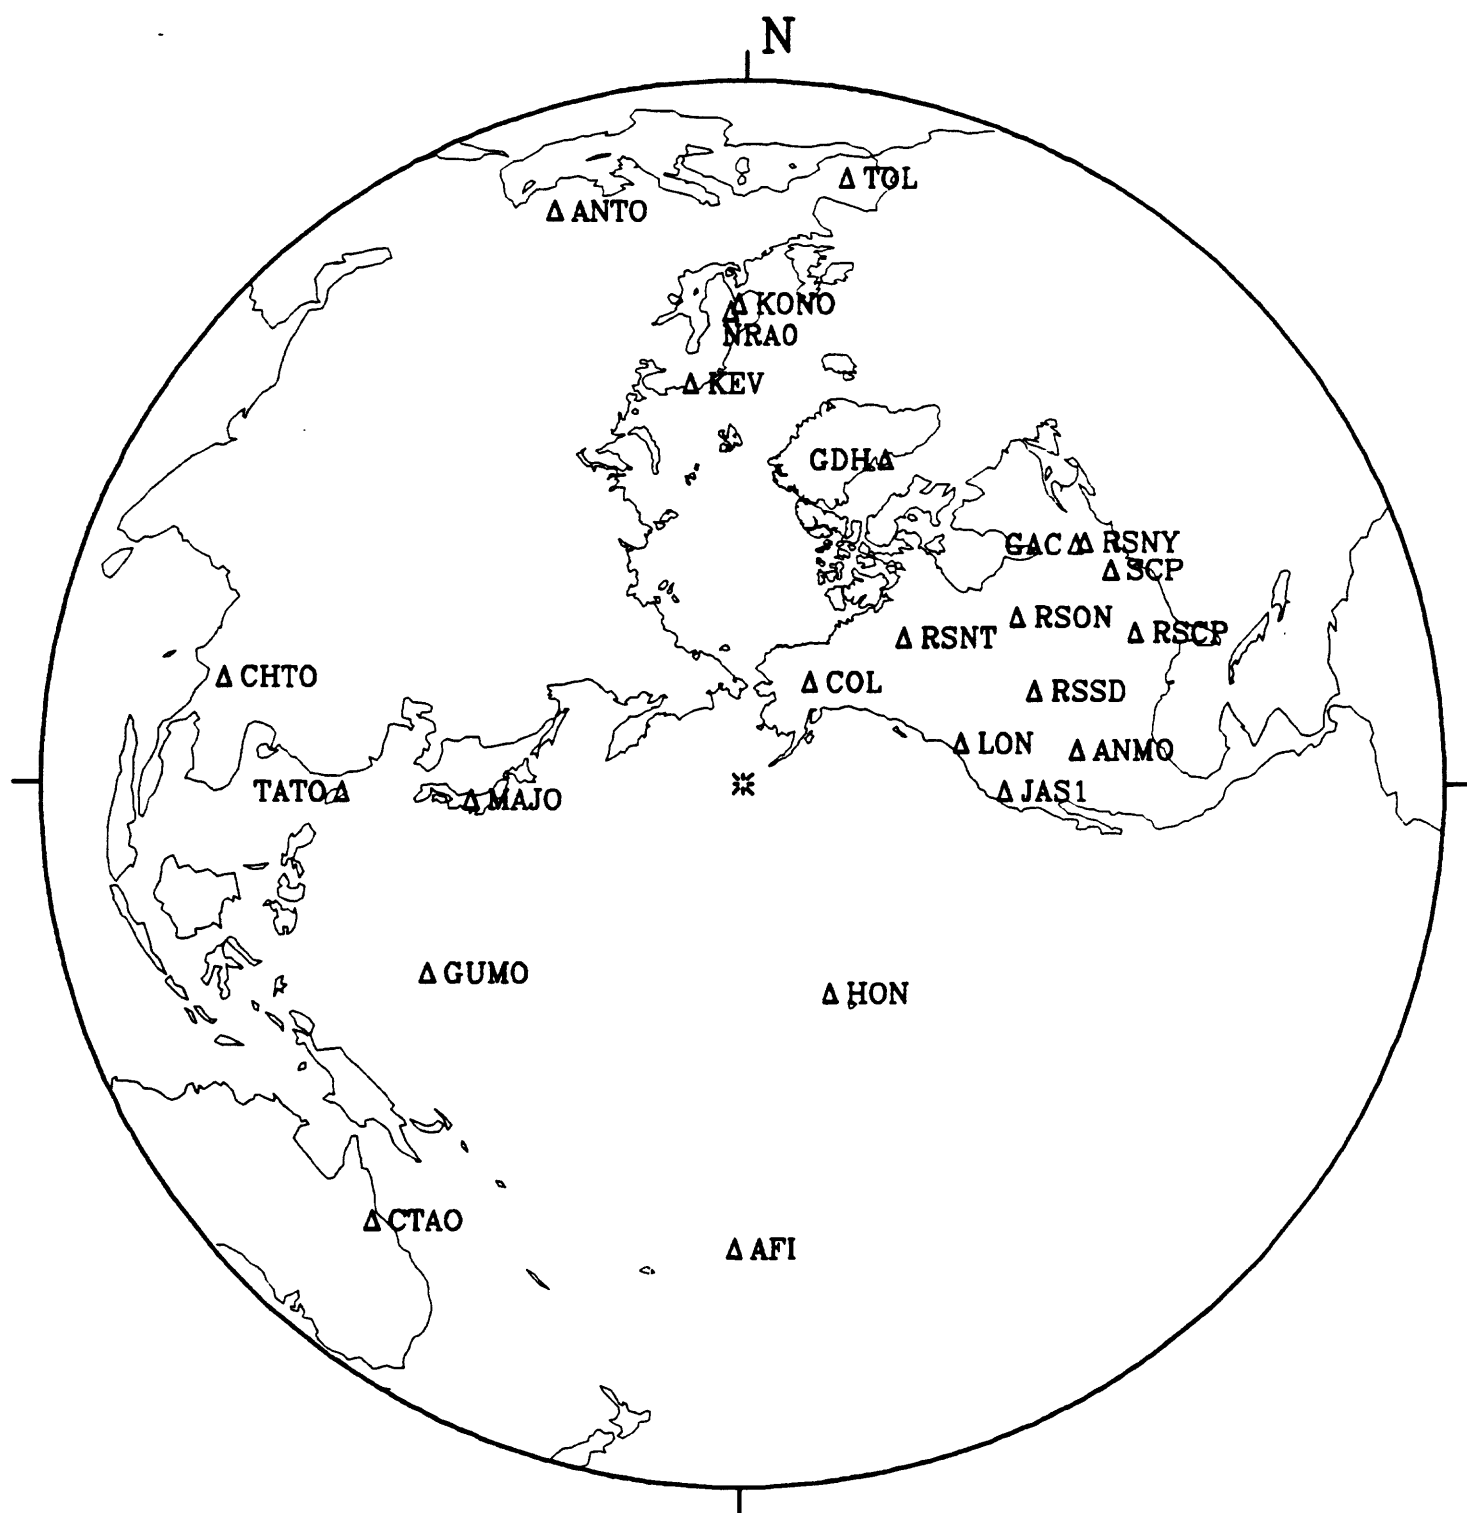 N
TOL
ANTO
KONO
NRAO
KEV
GDH
GAC
RSNY
SCP
RSON
RSCP
RSNT
CHTO
COL
RSSD
LON
ANMO
TATO
MAJO
JAS1
GUMO
HON
CTAO
AFI